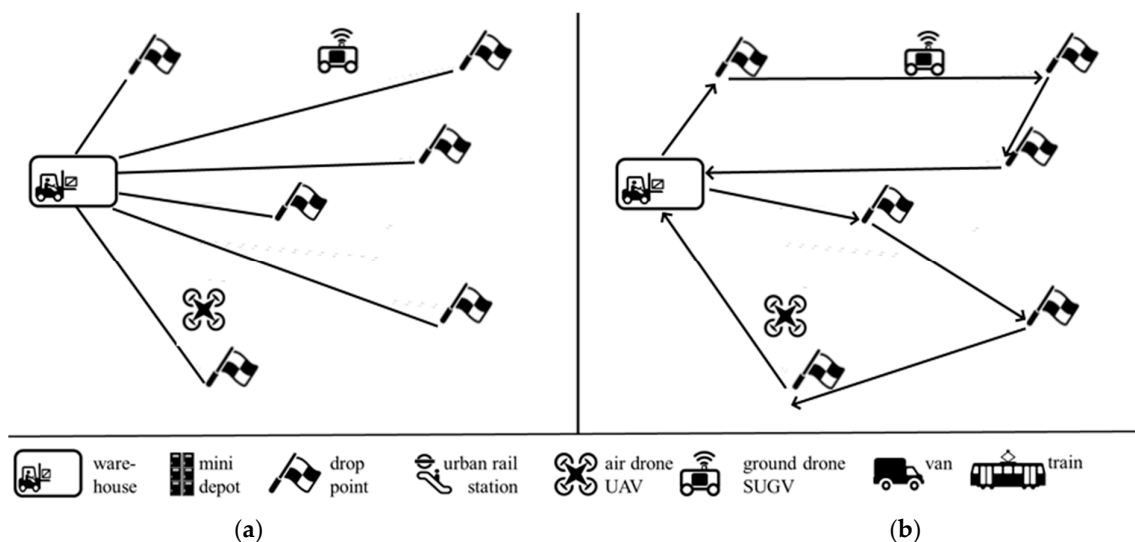 ware-
house
mini
depot
drop
point
urban rail
station
air drone
UAV
ground drone
SUGV
van
train
(a)
(b)